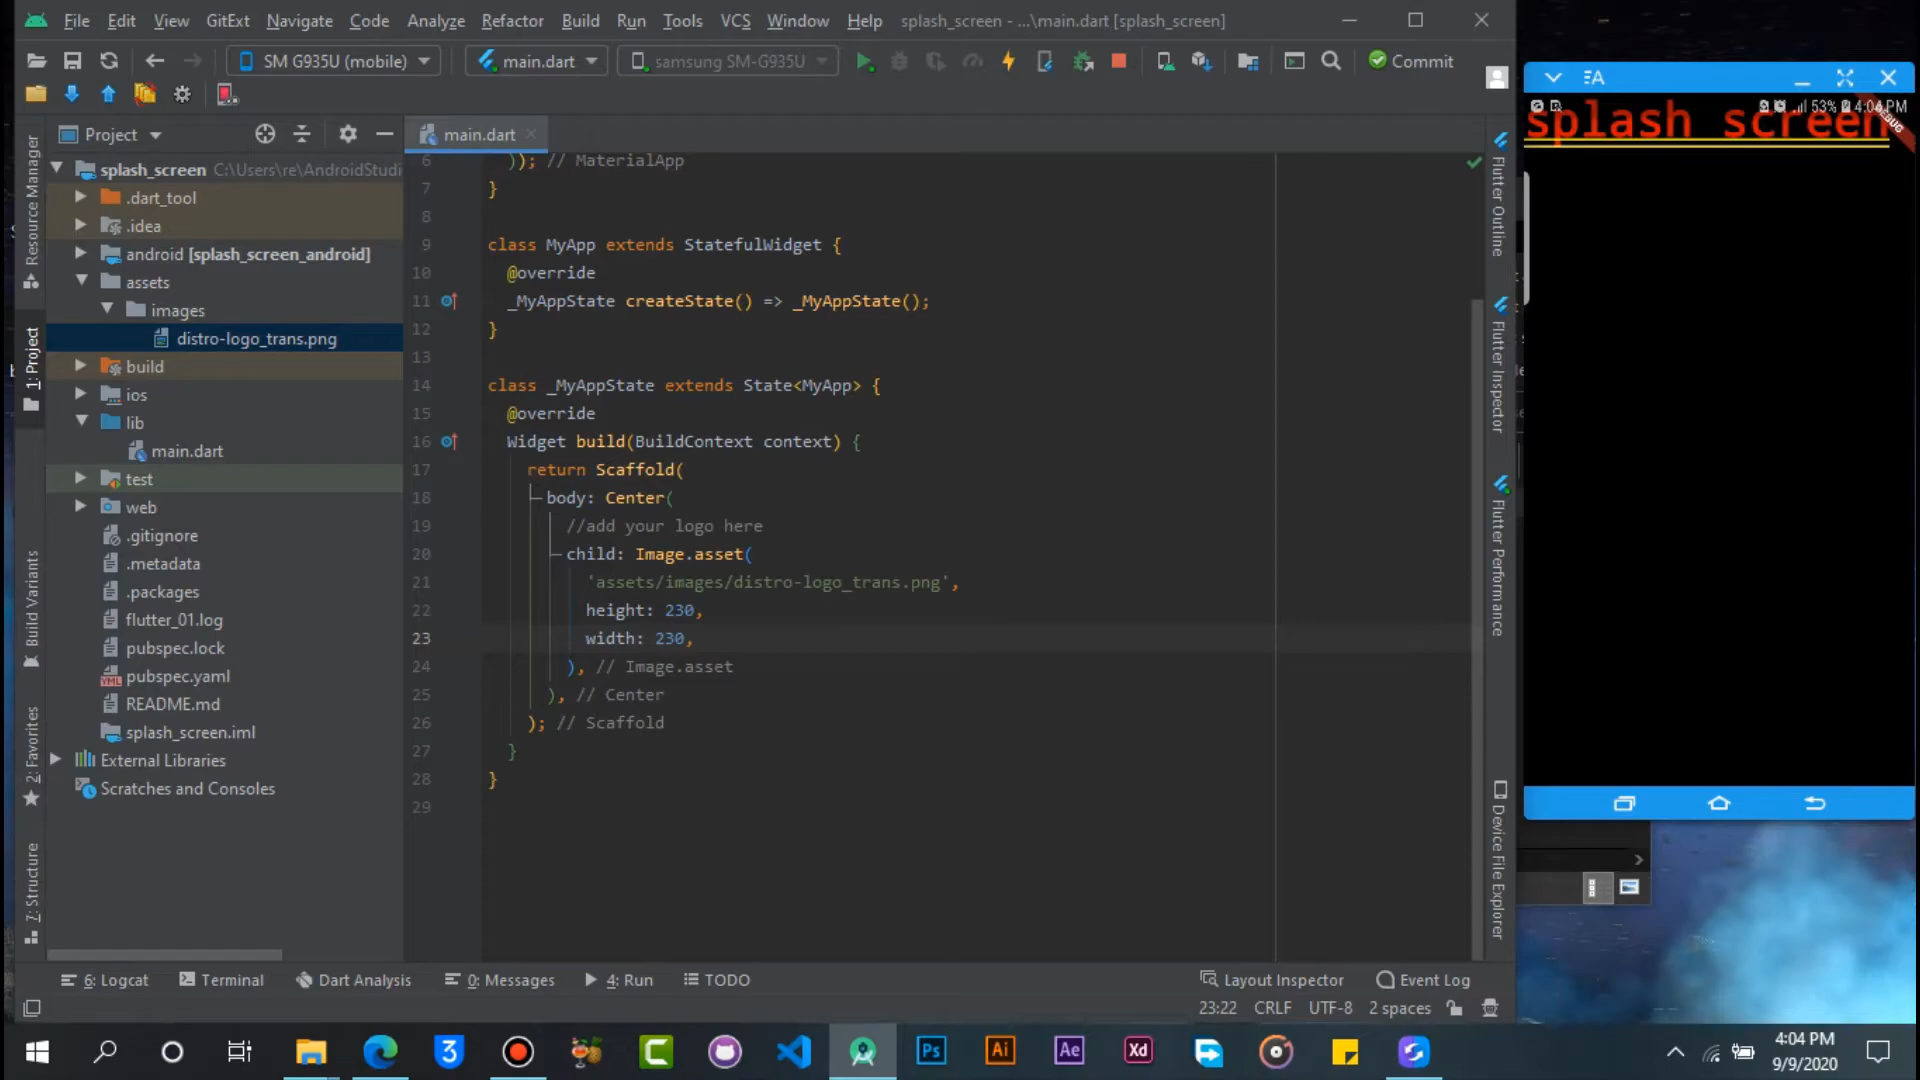 File Edit View GitExt Navigate Code Analyze Refactor Build Run Tools VCS Window Help splash_screen - ...\main.dart [splash_screen]
SM G935U (mobile) main.dart samsung SM-G935U Commit
Project main.dart
splash_screen C:\Users\re\AndroidStudi
.dart_tool
.idea
android [splash_screen_android]
assets
images
distro-logo_trans.png
build
ios
lib
main.dart
test
web
.gitignore
.metadata
.packages
flutter_01.log
pubspec.lock
pubspec.yaml
README.md
splash_screen.iml
External Libraries
Scratches and Consoles
Resource Manager
1: Project
Build Variants
2: Favorites
7: Structure
6 )); // MaterialApp
7 }
8
9 class MyApp extends StatefulWidget {
10 @override
11 _MyAppState createState() => _MyAppState();
12 }
13
14 class _MyAppState extends State<MyApp> {
15 @override
16 Widget build(BuildContext context) {
17 return Scaffold(
18 body: Center(
19 //add your logo here
20 child: Image.asset(
21 'assets/images/distro-logo_trans.png',
22 height: 230,
23 width: 230,
24 ), // Image.asset
25 ), // Center
26 ); // Scaffold
27 }
28 }
29
Flutter Outline
Flutter Inspector
Flutter Performance
Device File Explorer
53% 4:04 PM
splash screen
DEBUG
6: Logcat Terminal Dart Analysis 0: Messages 4: Run TODO Layout Inspector Event Log
23:22 CRLF UTF-8 2 spaces
3 C Ps Ai Ae Xd
4:04 PM
9/9/2020